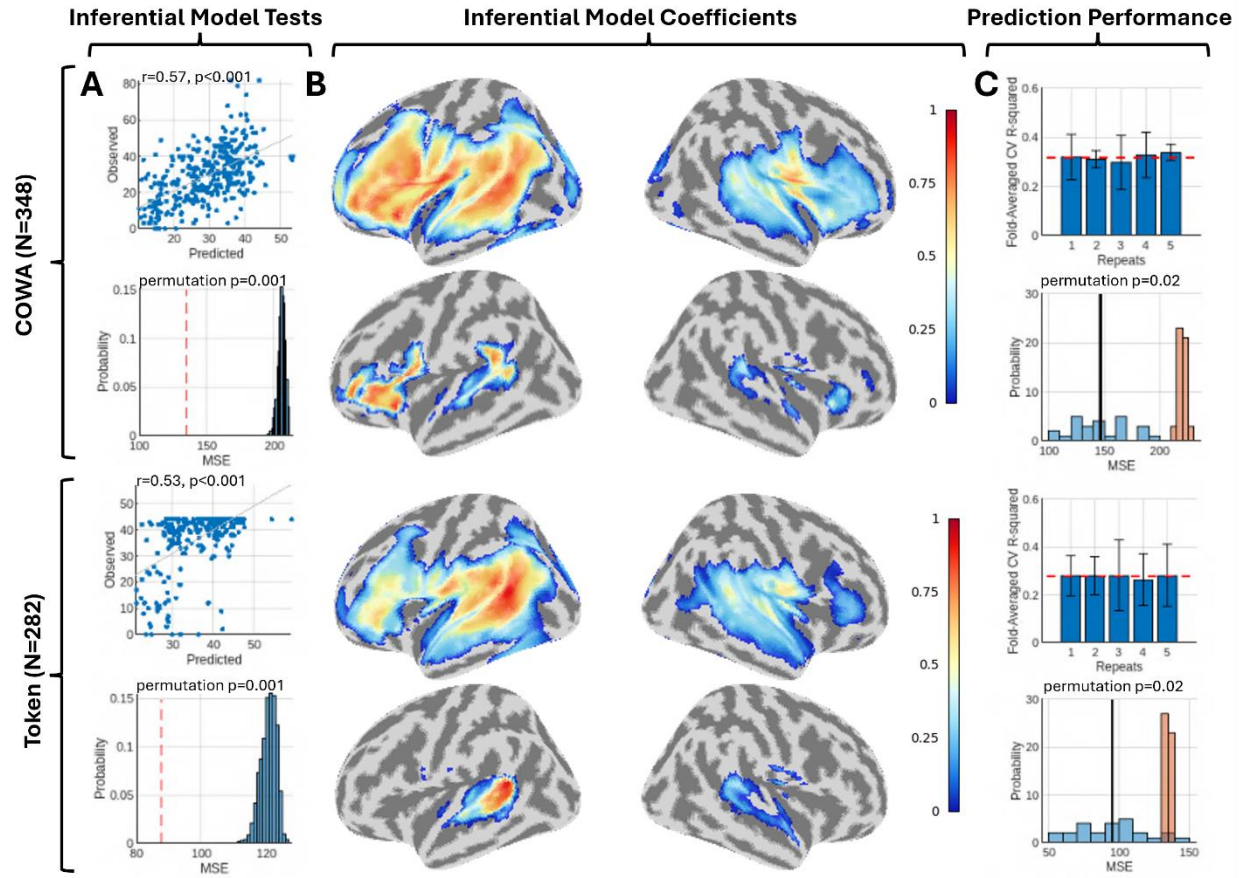 Inferential Model Tests
Inferential Model Coefficients
Prediction Performance
COWA (N=348)
A
r=0.57, p<0.001
80
60
40
20
0
Observed
20 30 40 50
Predicted
permutation p=0.001
0.15
0.1
0.05
0
Probability
100 150 200
MSE
B
1
0.75
0.5
0.25
0
C
0.6
0.4
0.2
0
Fold-Averaged CV R-squared
1 2 3 4 5
Repeats
permutation p=0.02
30
20
10
0
Probability
100 150 200
MSE
Token (N=282)
r=0.53, p<0.001
50
40
30
20
10
0
Observed
30 40 50
Predicted
permutation p=0.001
0.15
0.1
0.05
0
Probability
80 100 120
MSE
1
0.75
0.5
0.25
0
0.6
0.4
0.2
0
Fold-Averaged CV R-squared
1 2 3 4 5
Repeats
permutation p=0.02
30
20
10
0
Probability
50 100 150
MSE